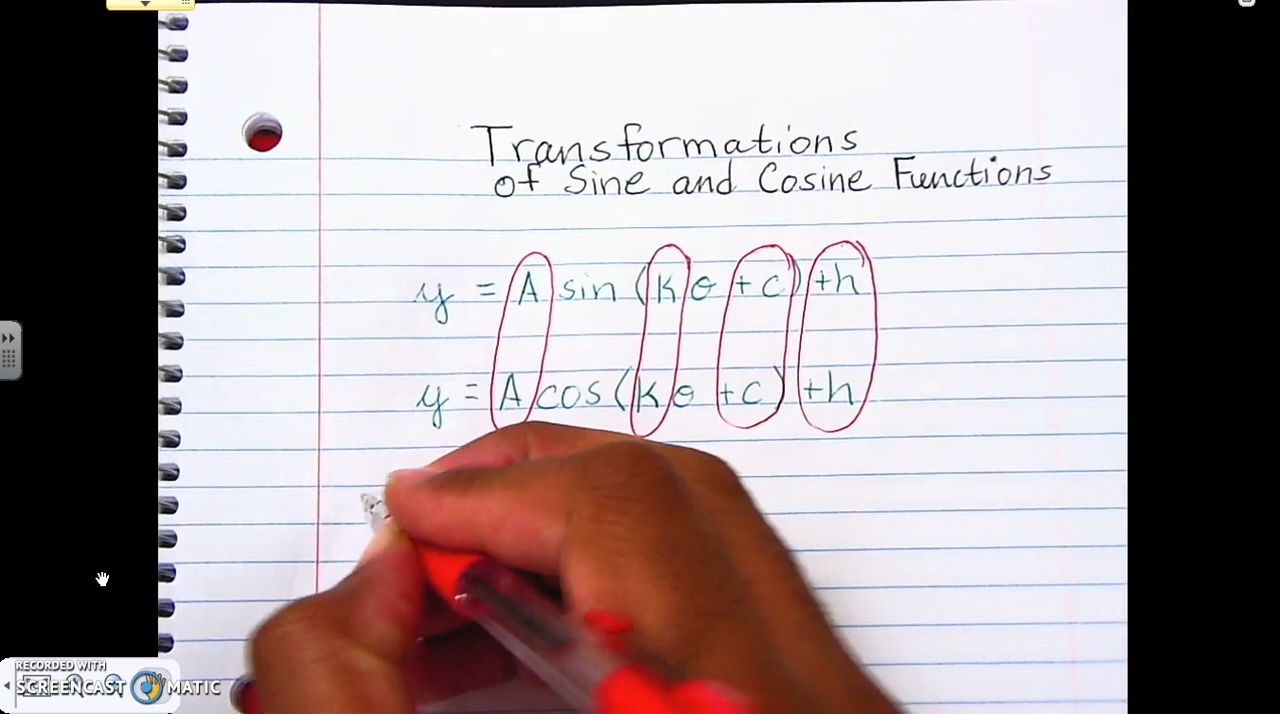 Transformations
of Sine and Cosine Functions
y = A sin (kθ + c) + h
y = A cos (kθ + c) + h
RECORDED WITH
SCREENCAST MATIC